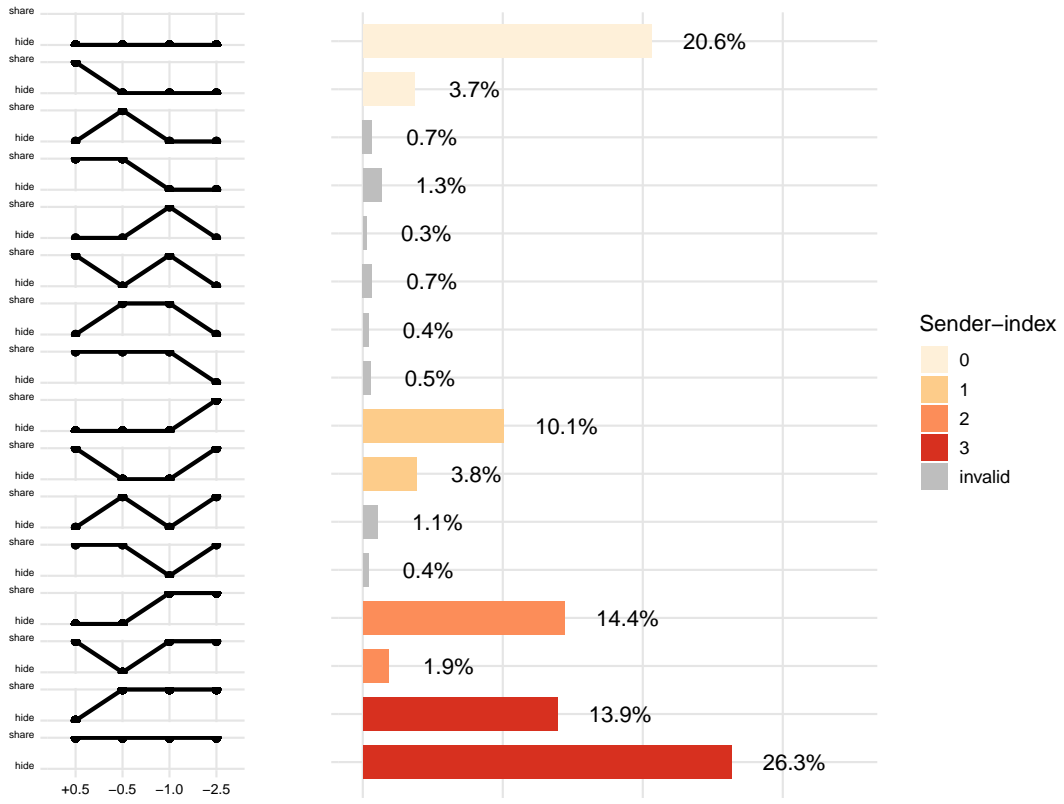 share
hide
20.6%
share
hide
3.7%
share
hide
0.7%
share
hide
1.3%
share
hide
0.3%
share
hide
0.7%
share
hide
0.4%
share
hide
0.5%
share
hide
10.1%
share
hide
3.8%
share
hide
1.1%
share
hide
0.4%
share
hide
14.4%
share
hide
1.9%
share
hide
13.9%
share
hide
26.3%
+0.5 −0.5 −1.0 −2.5
Sender−index
0
1
2
3
invalid